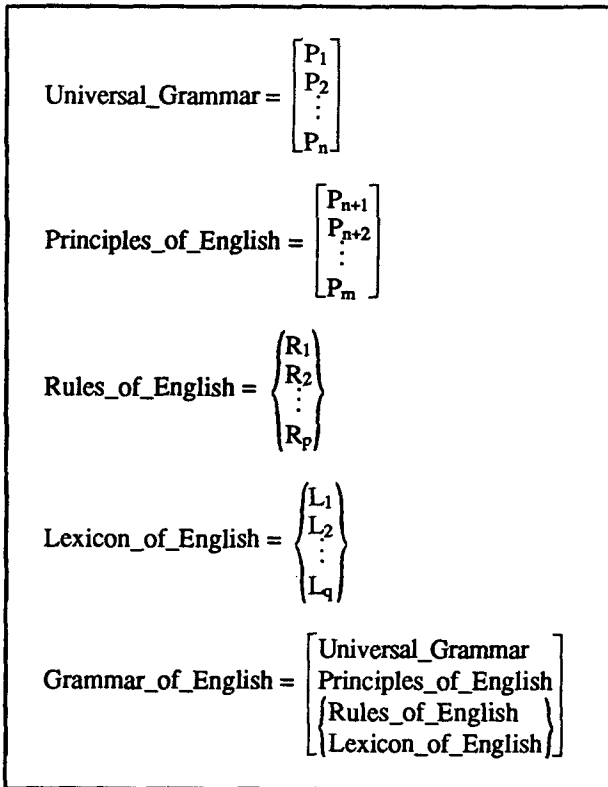 P1
P2
Universal_Grammar =
⋮
Pn
Pn+1
Pn+2
Principles_of_English =
⋮
Pm
R1
R2
Rules_of_English =
⋮
Rp
L1
L2
Lexicon_of_English =
⋮
Lq
Universal_Grammar
Grammar_of_English = Principles_of_English
Rules_of_English
Lexicon_of_English